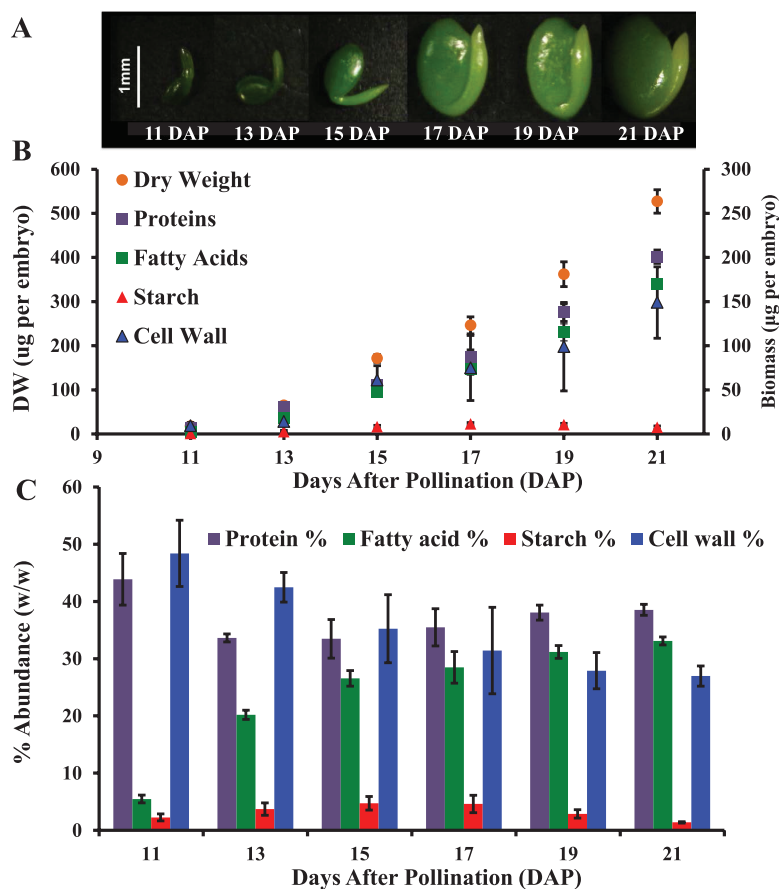 A
1mm
11 DAP 13 DAP 15 DAP 17 DAP 19 DAP 21 DAP
B
600 300
Dry Weight
500 250
Proteins
400 200
Fatty Acids
300 150
Starch
200 100
Cell Wall
100 50
0 0
DW (ug per embryo)
Biomass (µg per embryo)
9 11 13 15 17 19 21
Days After Pollination (DAP)
C
60
Protein % Fatty acid % Starch % Cell wall %
50
40
30
20
10
0
% Abundance (w/w)
11 13 15 17 19 21
Days After Pollination (DAP)